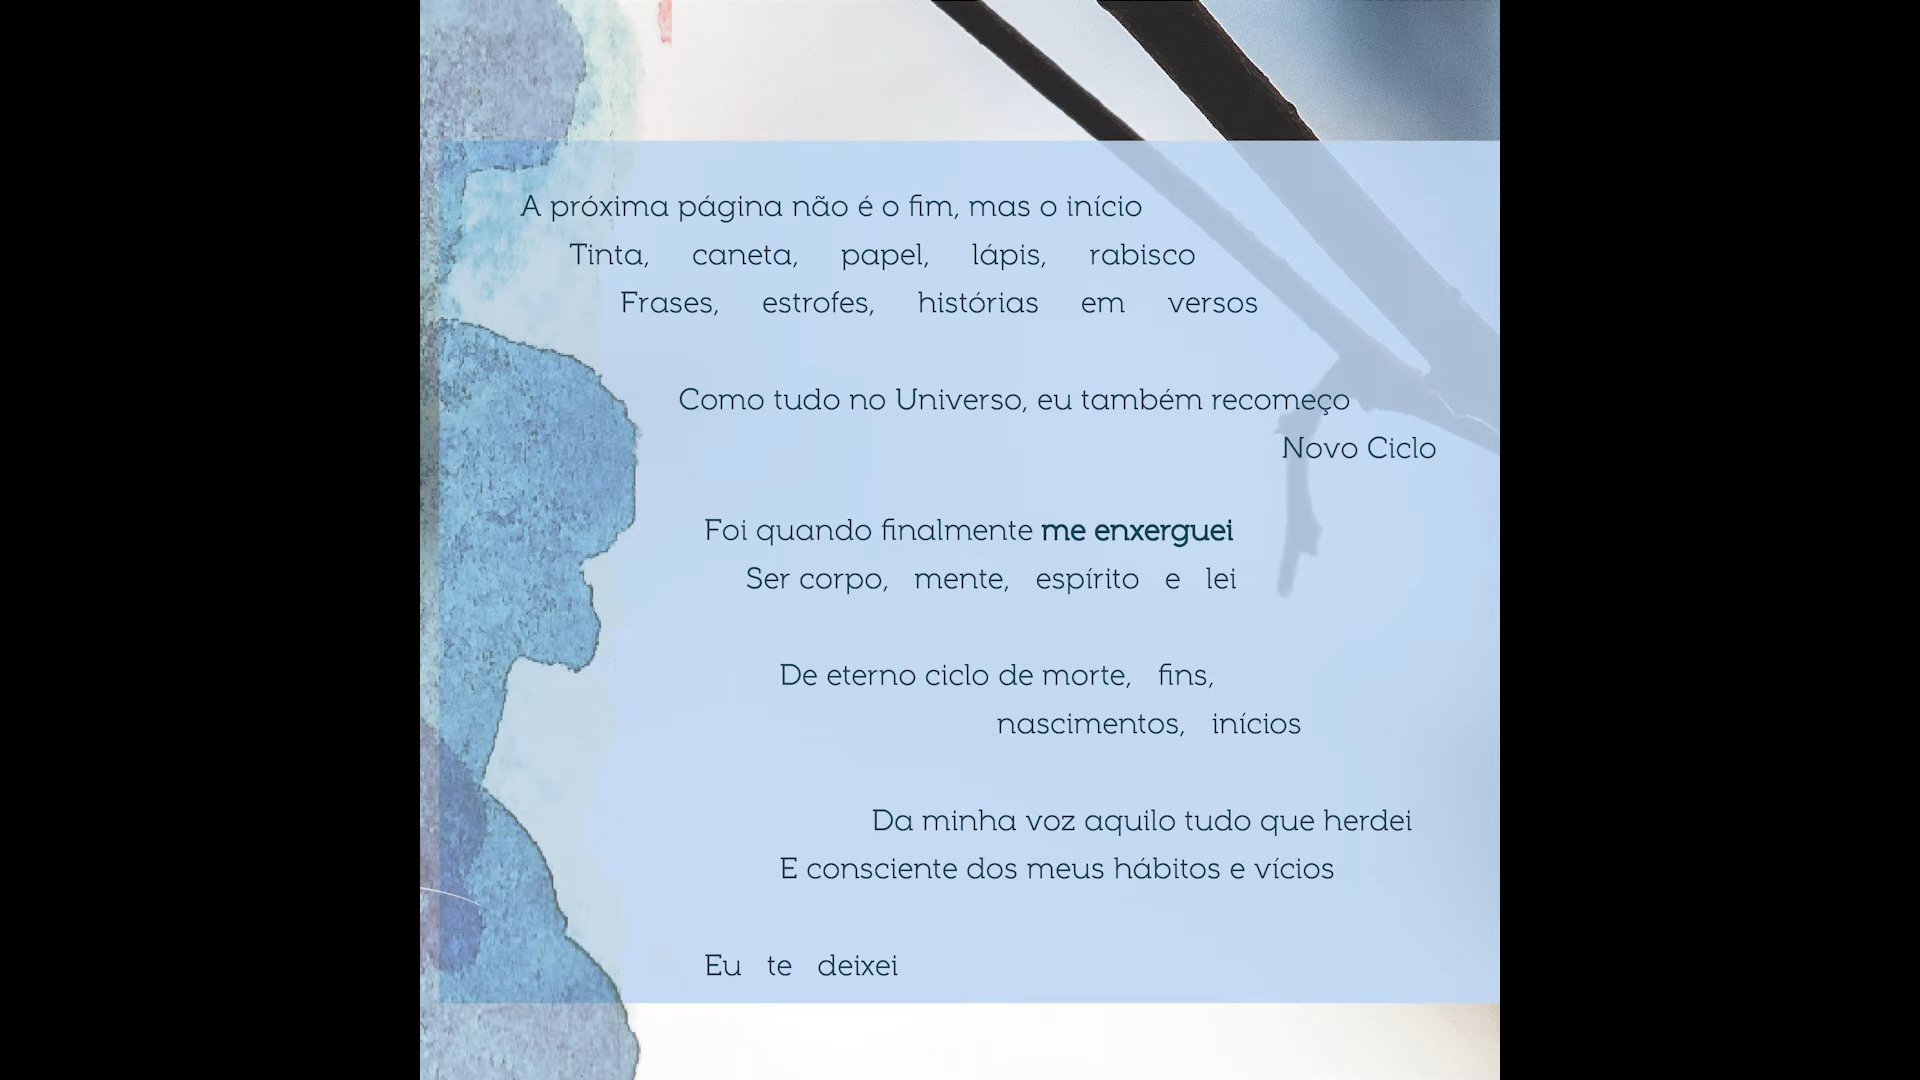 A próxima página não é o fim, mas o início
Tinta, caneta, papel, lápis, rabisco
Frases, estrofes, histórias em versos
Como tudo no Universo, eu também recomeço
Novo Ciclo
Foi quando finalmente me enxerguei
Ser corpo, mente, espírito e lei
De eterno ciclo de morte, fins,
nascimentos, inícios
Da minha voz aquilo tudo que herdei
E consciente dos meus hábitos e vícios
Eu te deixei